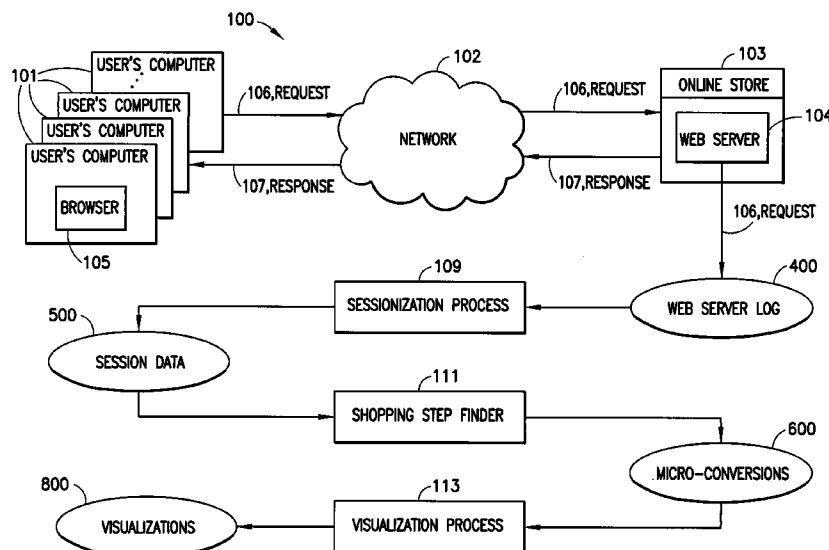 100
101
USER'S COMPUTER
USER'S COMPUTER
USER'S COMPUTER
USER'S COMPUTER
BROWSER
105
106,REQUEST
107,RESPONSE
102
NETWORK
106,REQUEST
107,RESPONSE
103
ONLINE STORE
WEB SERVER
104
106,REQUEST
400
WEB SERVER LOG
109
SESSIONIZATION PROCESS
500
SESSION DATA
111
SHOPPING STEP FINDER
600
MICRO-CONVERSIONS
113
VISUALIZATION PROCESS
800
VISUALIZATIONS